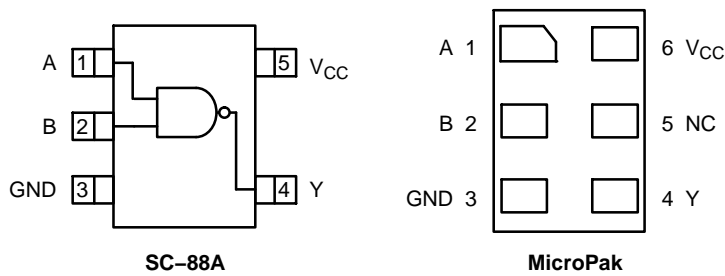 A 1 5 VCC
B 2
GND 3 4 Y
SC−88A
A 1 6 VCC
B 2 5 NC
GND 3 4 Y
MicroPak